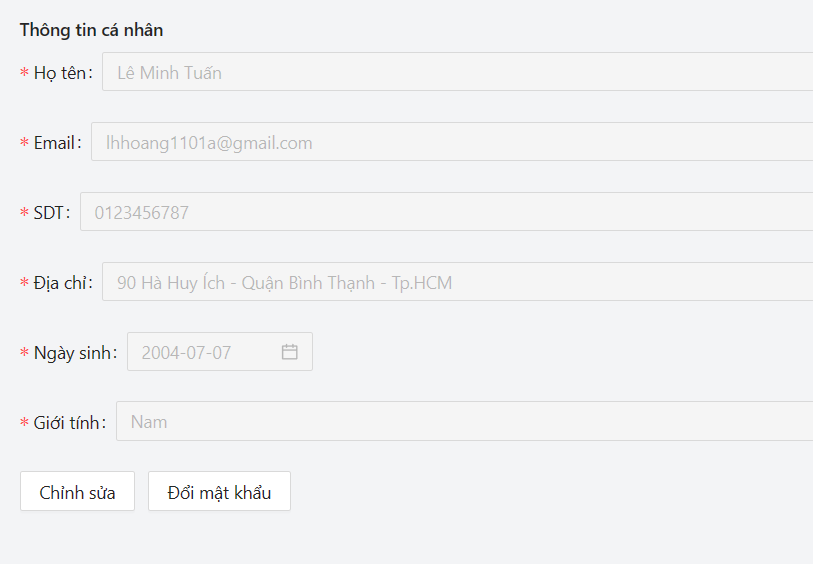 Thông tin cá nhân
* Họ tên: Lê Minh Tuấn
* Email: lhhoang1101a@gmail.com
* SDT: 0123456787
* Địa chỉ: 90 Hà Huy Ích - Quận Bình Thạnh - Tp.HCM
* Ngày sinh: 2004-07-07
* Giới tính: Nam
Chỉnh sửa Đổi mật khẩu